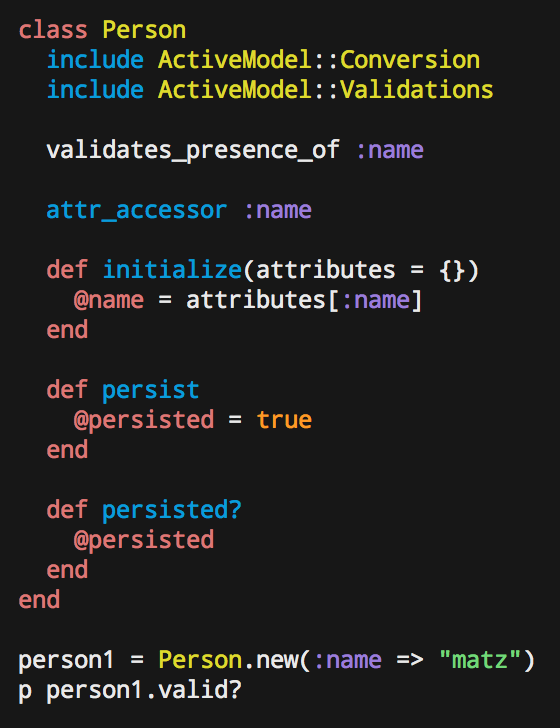 class Person
  include ActiveModel::Conversion
  include ActiveModel::Validations

  validates_presence_of :name

  attr_accessor :name

  def initialize(attributes = {})
    @name = attributes[:name]
  end

  def persist
    @persisted = true
  end

  def persisted?
    @persisted
  end
end

person1 = Person.new(:name => "matz")
p person1.valid?